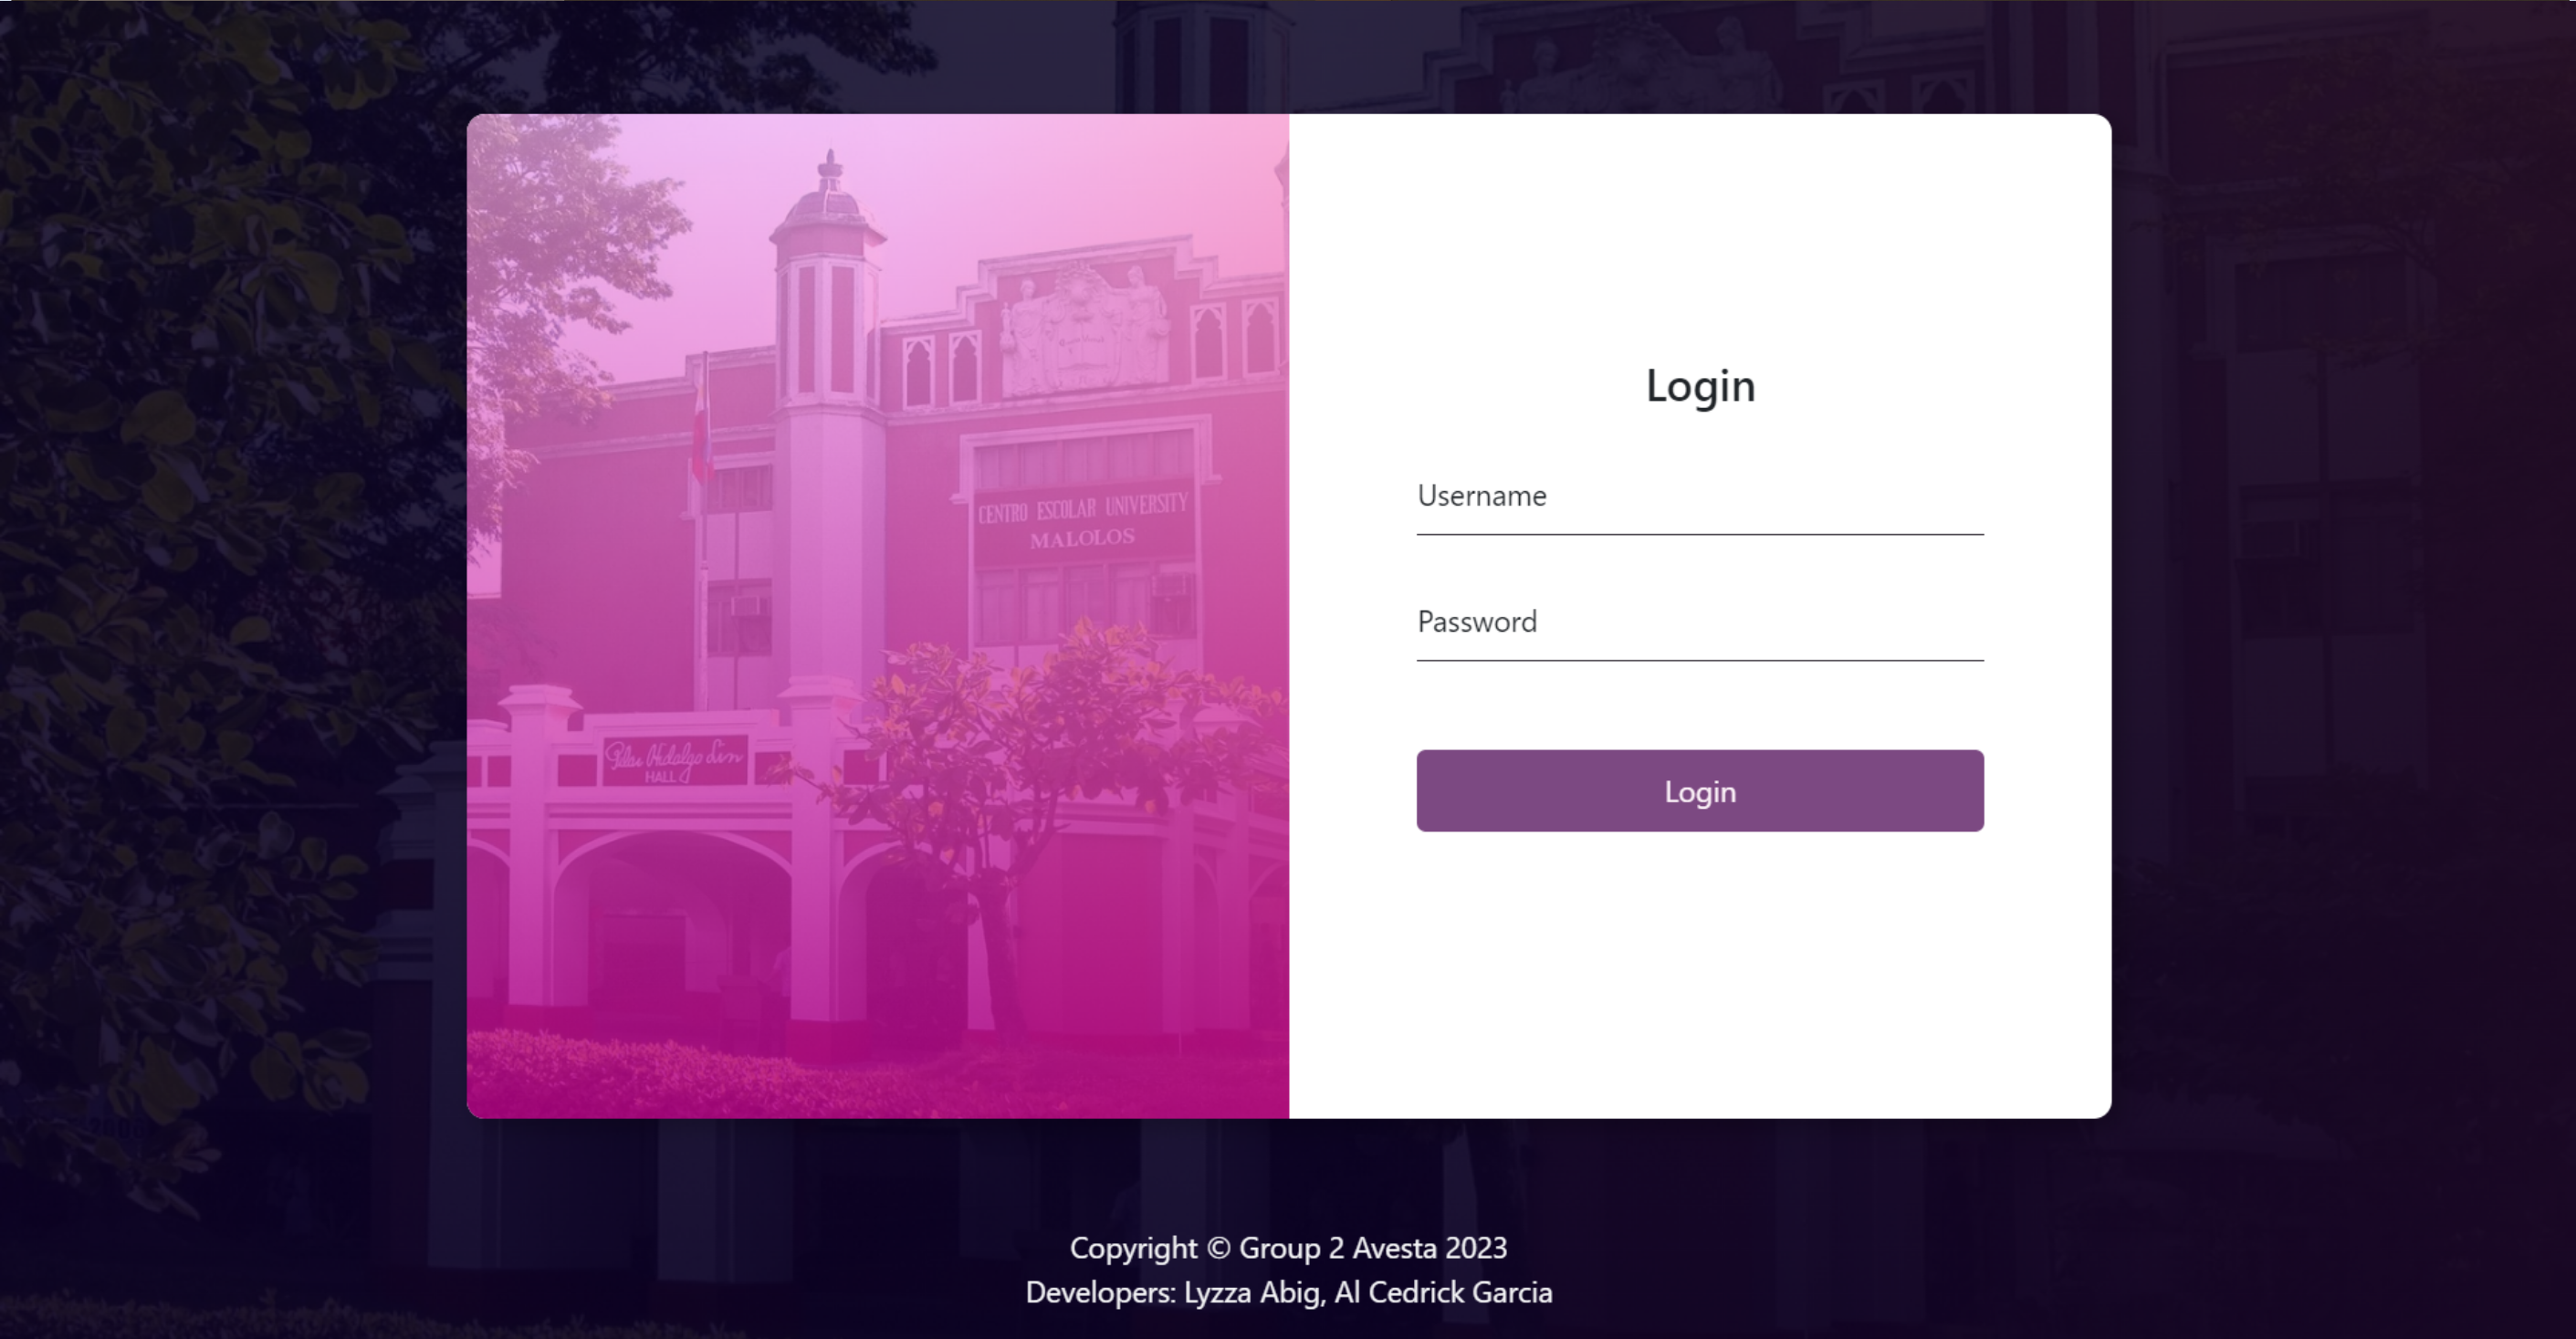 CENTRO ESCOLAR UNIVERSITY
MALOLOS
Pilar Hidalgo Lim
HALL
Login
Username
Password
Login
Copyright © Group 2 Avesta 2023
Developers: Lyzza Abig, Al Cedrick Garcia